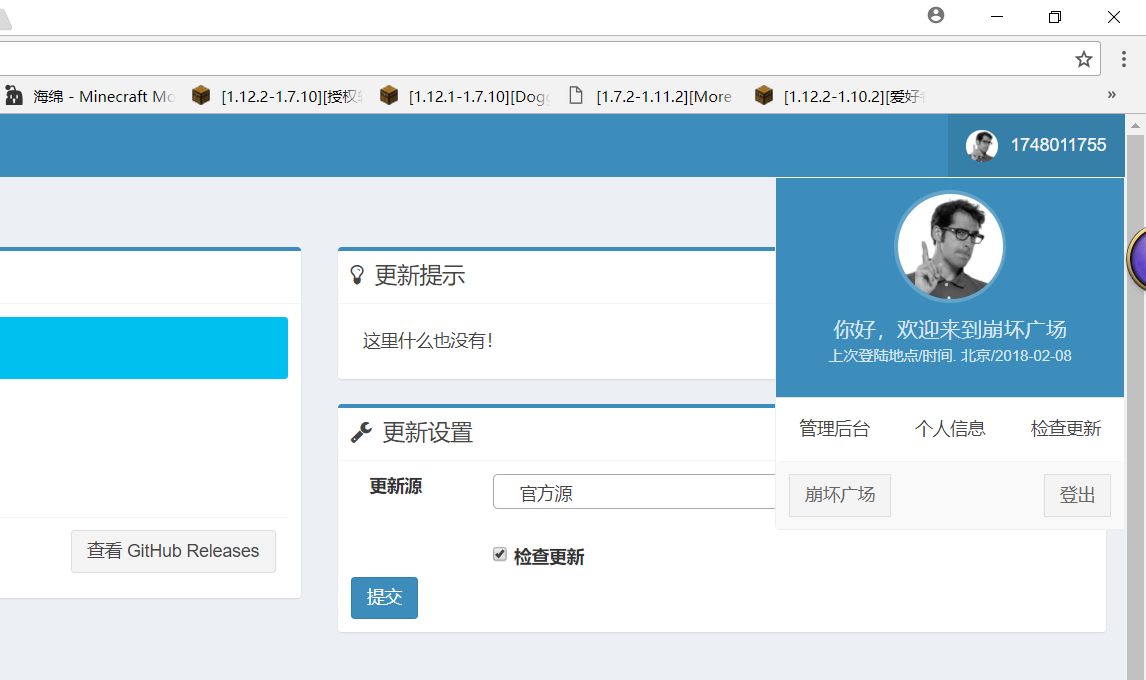 海绵 - Minecraft Mo
[1.12.2-1.7.10][授权
[1.12.1-1.7.10][Dogg
[1.7.2-1.11.2][More
[1.12.2-1.10.2][爱好
»
1748011755
更新提示
这里什么也没有!
你好，欢迎来到崩坏广场
上次登陆地点/时间. 北京/2018-02-08
管理后台
个人信息
检查更新
崩坏广场
登出
更新设置
更新源
官方源
检查更新
提交
查看 GitHub Releases